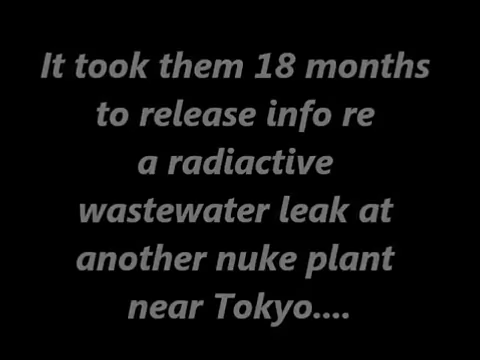 It took them 18 months
to release info re
a radiactive
wastewater leak at
another nuke plant
near Tokyo....